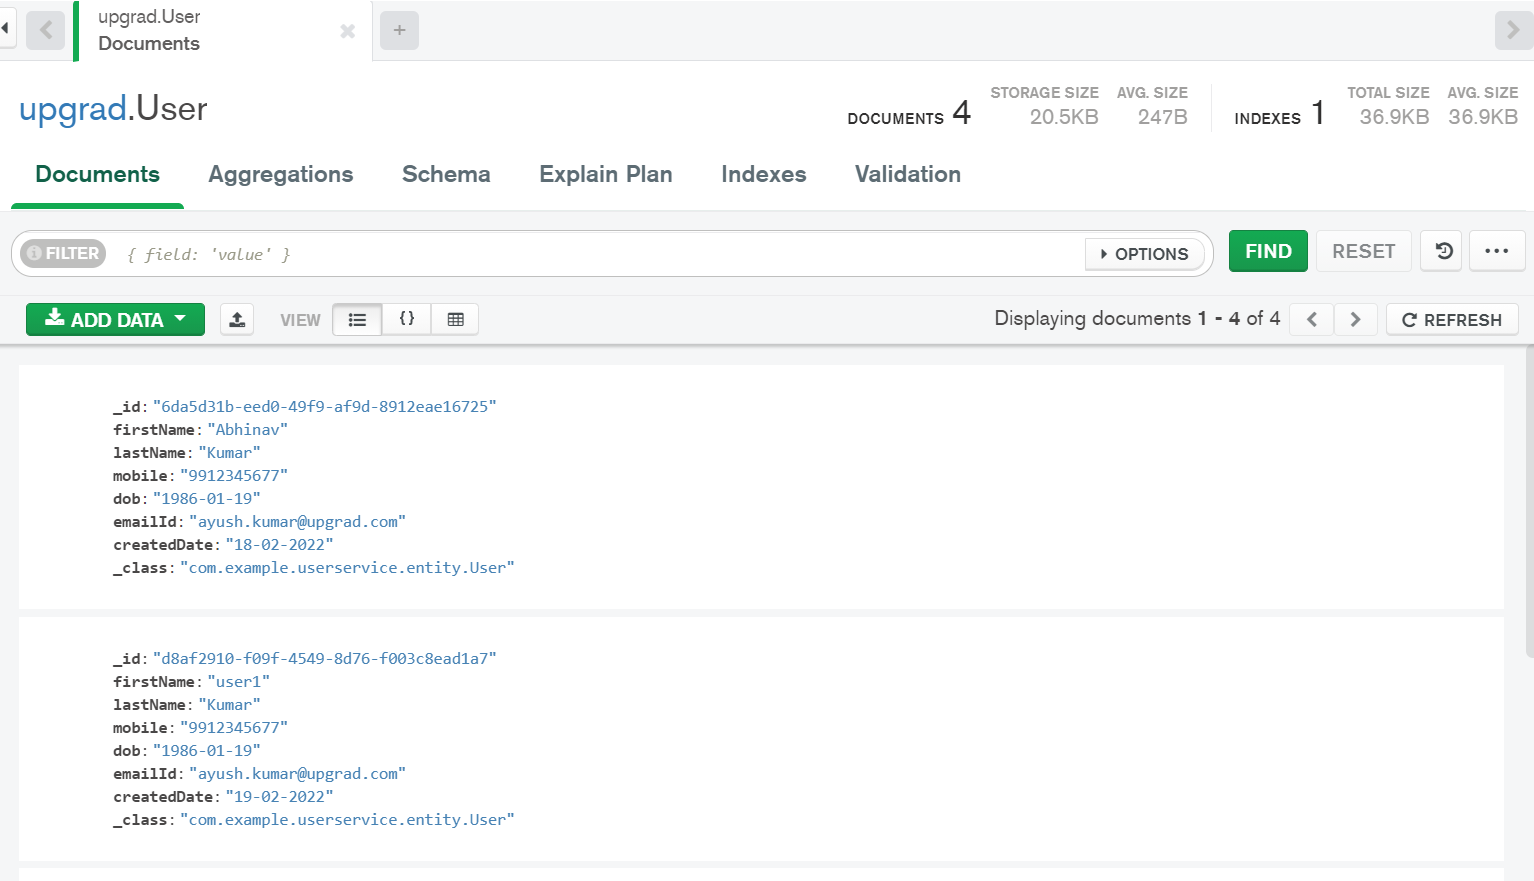 upgrad.User
Documents
upgrad.User
DOCUMENTS 4
STORAGE SIZE
20.5KB
AVG. SIZE
247B
INDEXES 1
TOTAL SIZE
36.9KB
AVG. SIZE
36.9KB
Documents Aggregations Schema Explain Plan Indexes Validation
FILTER { field: 'value' } OPTIONS FIND RESET
ADD DATA VIEW {} Displaying documents 1 - 4 of 4 REFRESH
_id: "6da5d31b-eed0-49f9-af9d-8912eae16725"
firstName: "Abhinav"
lastName: "Kumar"
mobile: "9912345677"
dob: "1986-01-19"
emailId: "ayush.kumar@upgrad.com"
createdDate: "18-02-2022"
_class: "com.example.userservice.entity.User"
_id: "d8af2910-f09f-4549-8d76-f003c8ead1a7"
firstName: "user1"
lastName: "Kumar"
mobile: "9912345677"
dob: "1986-01-19"
emailId: "ayush.kumar@upgrad.com"
createdDate: "19-02-2022"
_class: "com.example.userservice.entity.User"